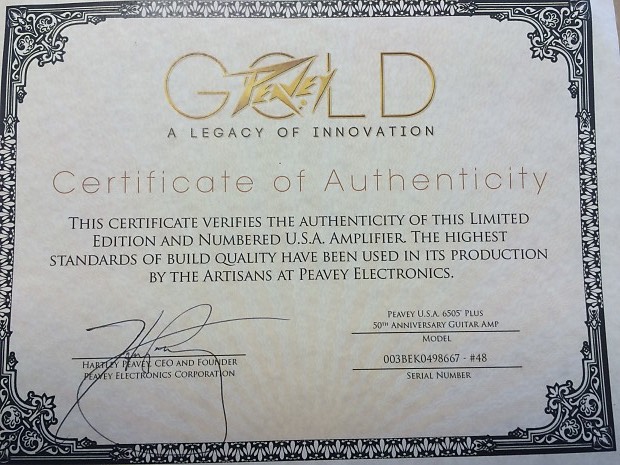 GOLD
PEAVEY
A LEGACY OF INNOVATION
Certificate of Authenticity
THIS CERTIFICATE VERIFIES THE AUTHENTICITY OF THIS LIMITED
EDITION AND NUMBERED U.S.A. AMPLIFIER. THE HIGHEST
STANDARDS OF BUILD QUALITY HAVE BEEN USED IN ITS PRODUCTION
BY THE ARTISANS AT PEAVEY ELECTRONICS.
HARTLEY PEAVEY, CEO AND FOUNDER
PEAVEY ELECTRONICS CORPORATION
PEAVEY U.S.A. 6505® PLUS
50TH ANNIVERSARY GUITAR AMP
MODEL
003BEK0498667 - #48
SERIAL NUMBER